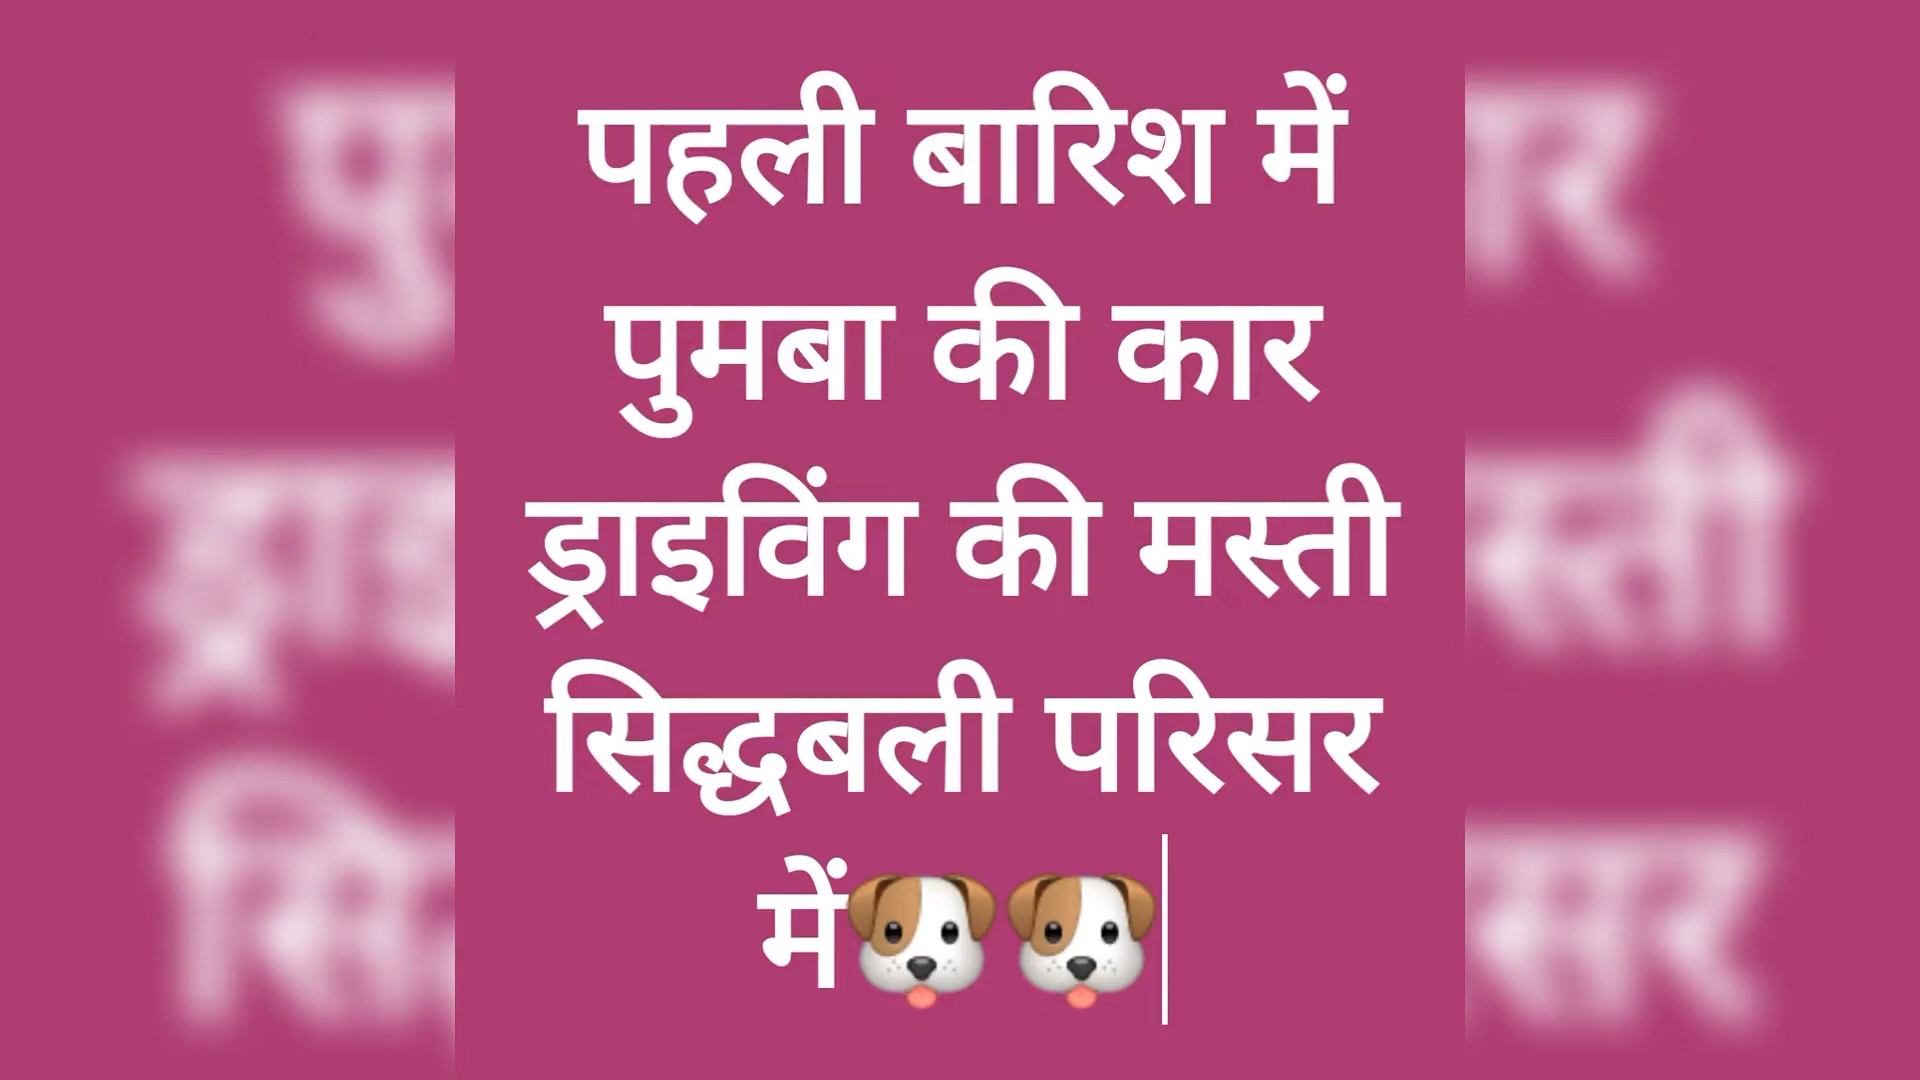 पहली बारिश में
पुमबा की कार
ड्राइविंग की मस्ती
सिद्धबली परिसर
में🐶🐶